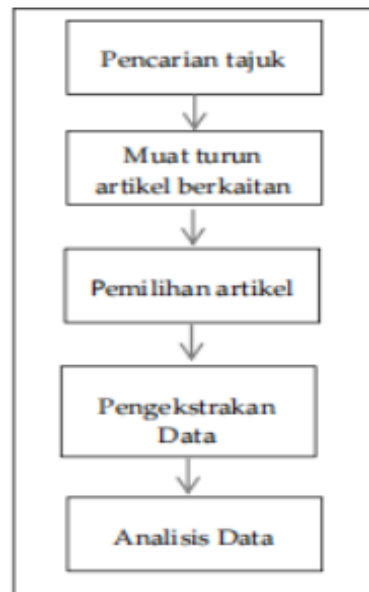 Pencarian tajuk
Muat turun
artikel berkaitan
Pemilihan artikel
Pengekstrakan
Data
Analisis Data